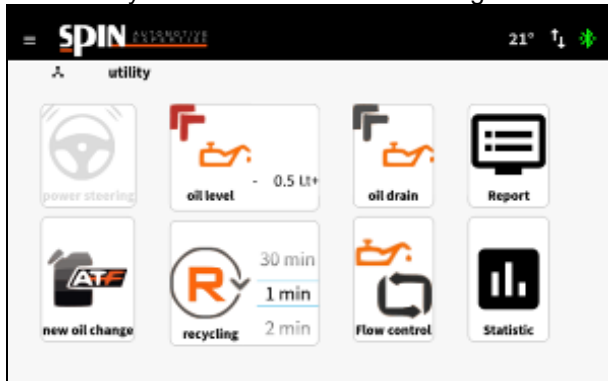 SPIN AUTOMOTIVE
EXPERTISE
21°
utility
power steering
- 0.5 Lt+
oil level
oil drain
Report
ATF
new oil change
R
30 min
1 min
2 min
recycling
Flow control
Statistic